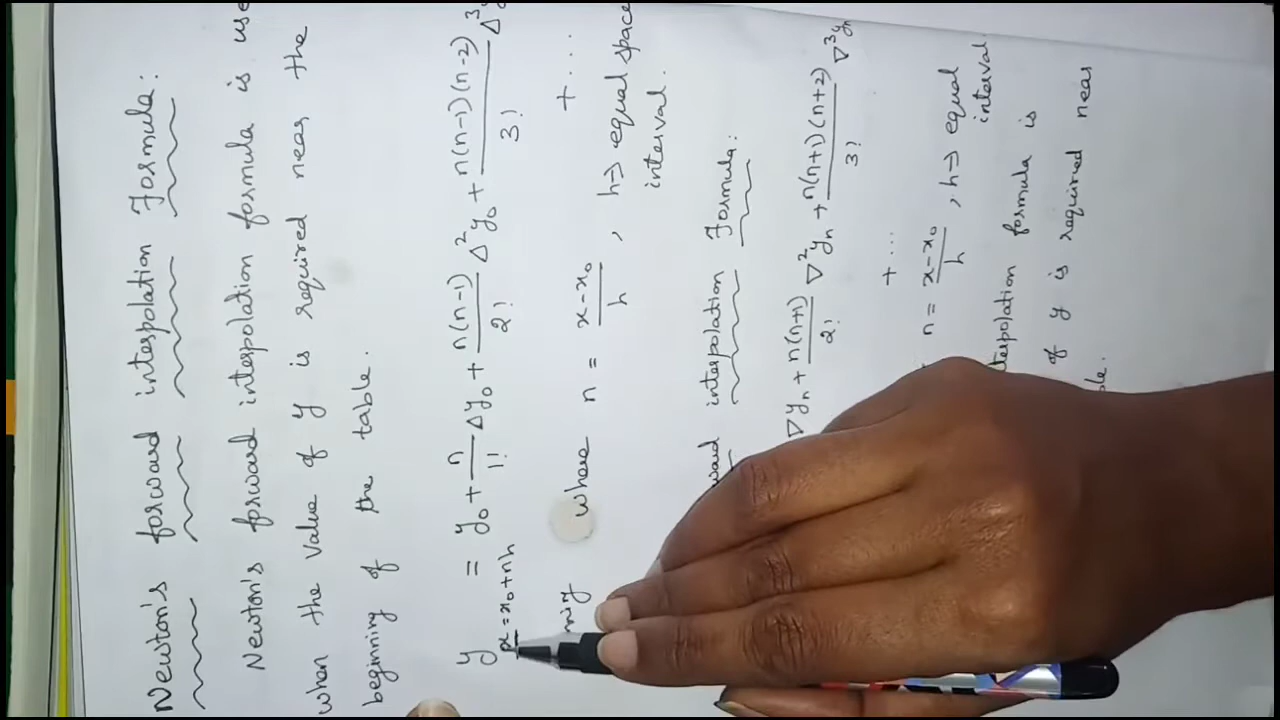 Newton's forward interpolation Formula:
Newton's forward interpolation formula is use
when the value of y is required near the
beginning of the table.
y x=x₀+nh = y₀ + n/1! Δy₀ + n(n-1)/2! Δ²y₀ + n(n-1)(n-2)/3! Δ³y
+ ....
where n = x-x₀/h , h→ equal space
interval.
ward interpolation Formula:
∇yₙ + n(n+1)/2! ∇²yₙ + n(n+1)(n+2)/3! ∇³yₙ
+ ...
n = x-x₀/h , h→ equal
interval.
terpolation formula is
of y is required near